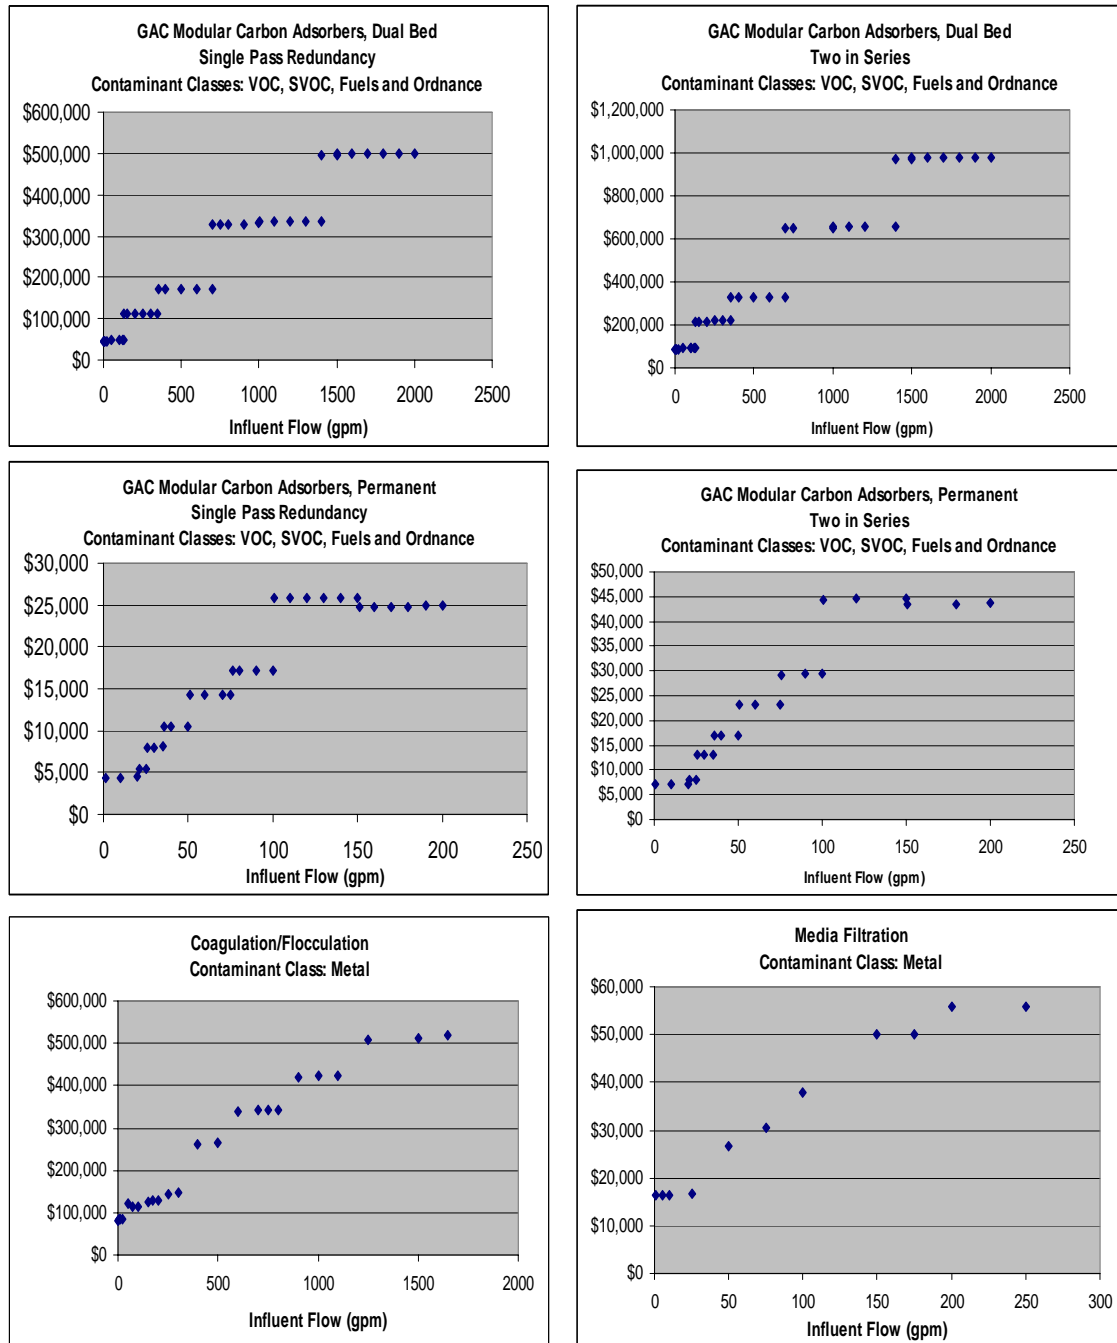 GAC Modular Carbon Adsorbers, Dual Bed
Single Pass Redundancy
Contaminant Classes: VOC, SVOC, Fuels and Ordnance
$600,000
$500,000
$400,000
$300,000
$200,000
$100,000
$0
0 500 1000 1500 2000 2500
Influent Flow (gpm)
GAC Modular Carbon Adsorbers, Dual Bed
Two in Series
Contaminant Classes: VOC, SVOC, Fuels and Ordnance
$1,200,000
$1,000,000
$800,000
$600,000
$400,000
$200,000
$0
0 500 1000 1500 2000 2500
Influent Flow (gpm)
GAC Modular Carbon Adsorbers, Permanent
Single Pass Redundancy
Contaminant Classes: VOC, SVOC, Fuels and Ordnance
$30,000
$25,000
$20,000
$15,000
$10,000
$5,000
$0
0 50 100 150 200 250
Influent Flow (gpm)
GAC Modular Carbon Adsorbers, Permanent
Two in Series
Contaminant Classes: VOC, SVOC, Fuels and Ordnance
$50,000
$45,000
$40,000
$35,000
$30,000
$25,000
$20,000
$15,000
$10,000
$5,000
$0
0 50 100 150 200 250
Influent Flow (gpm)
Coagulation/Flocculation
Contaminant Class: Metal
$600,000
$500,000
$400,000
$300,000
$200,000
$100,000
$0
0 500 1000 1500 2000
Influent Flow (gpm)
Media Filtration
Contaminant Class: Metal
$60,000
$50,000
$40,000
$30,000
$20,000
$10,000
$0
0 50 100 150 200 250 300
Influent Flow (gpm)